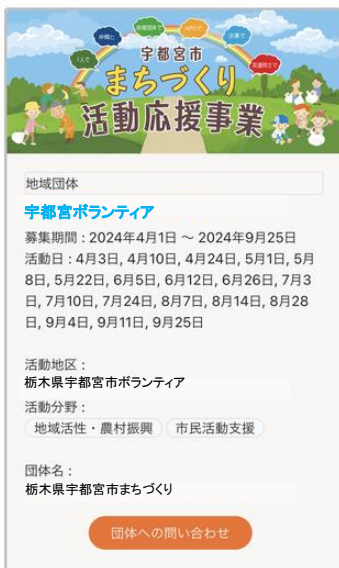 1人で
仲間と
地域団体で
NPOで
企業で
友達同士で
宇都宮市
まちづくり
活動応援事業
地域団体
宇都宮ボランティア
募集期間：2024年4月1日 ～ 2024年9月25日
活動日：4月3日, 4月10日, 4月24日, 5月1日, 5月
8日, 5月22日, 6月5日, 6月12日, 6月26日, 7月3
日, 7月10日, 7月24日, 8月7日, 8月14日, 8月28
日, 9月4日, 9月11日, 9月25日
活動地区：
栃木県宇都宮市ボランティア
活動分野：
地域活性・農村振興 市民活動支援
団体名：
栃木県宇都宮市まちづくり
団体への問い合わせ